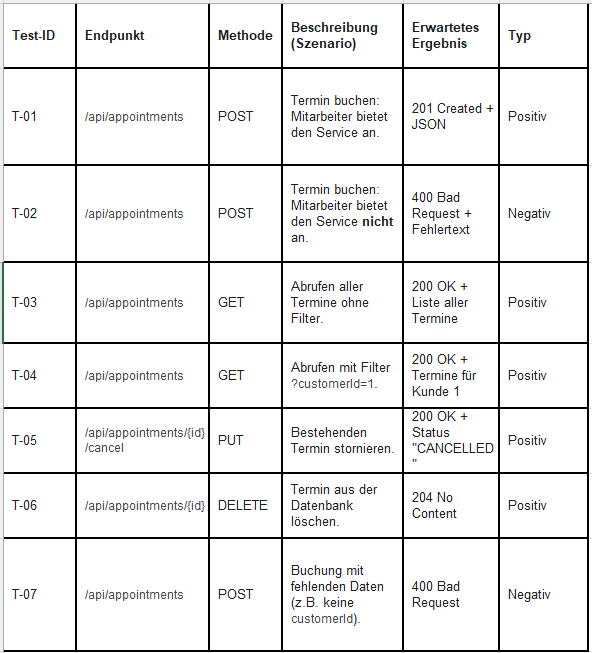 Test-ID Endpunkt Methode Beschreibung (Szenario) Erwartetes Ergebnis Typ
T-01 /api/appointments POST Termin buchen: Mitarbeiter bietet den Service an. 201 Created + JSON Positiv
T-02 /api/appointments POST Termin buchen: Mitarbeiter bietet den Service nicht an. 400 Bad Request + Fehlertext Negativ
T-03 /api/appointments GET Abrufen aller Termine ohne Filter. 200 OK + Liste aller Termine Positiv
T-04 /api/appointments GET Abrufen mit Filter ?customerId=1. 200 OK + Termine für Kunde 1 Positiv
T-05 /api/appointments/{id}/cancel PUT Bestehenden Termin stornieren. 200 OK + Status "CANCELLED" Positiv
T-06 /api/appointments/{id} DELETE Termin aus der Datenbank löschen. 204 No Content Positiv
T-07 /api/appointments POST Buchung mit fehlenden Daten (z.B. keine customerId). 400 Bad Request Negativ